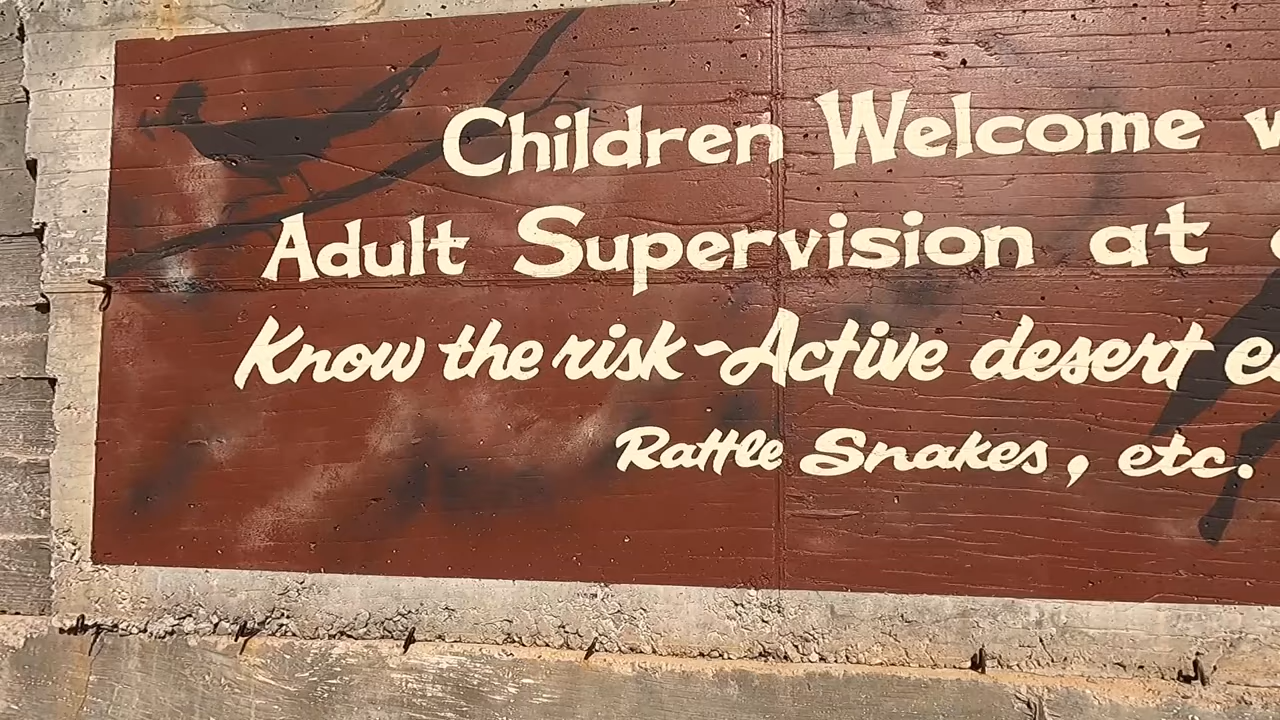 Children Welcome
Adult Supervision at
Know the risk-Active desert
Rattle Snakes, etc.